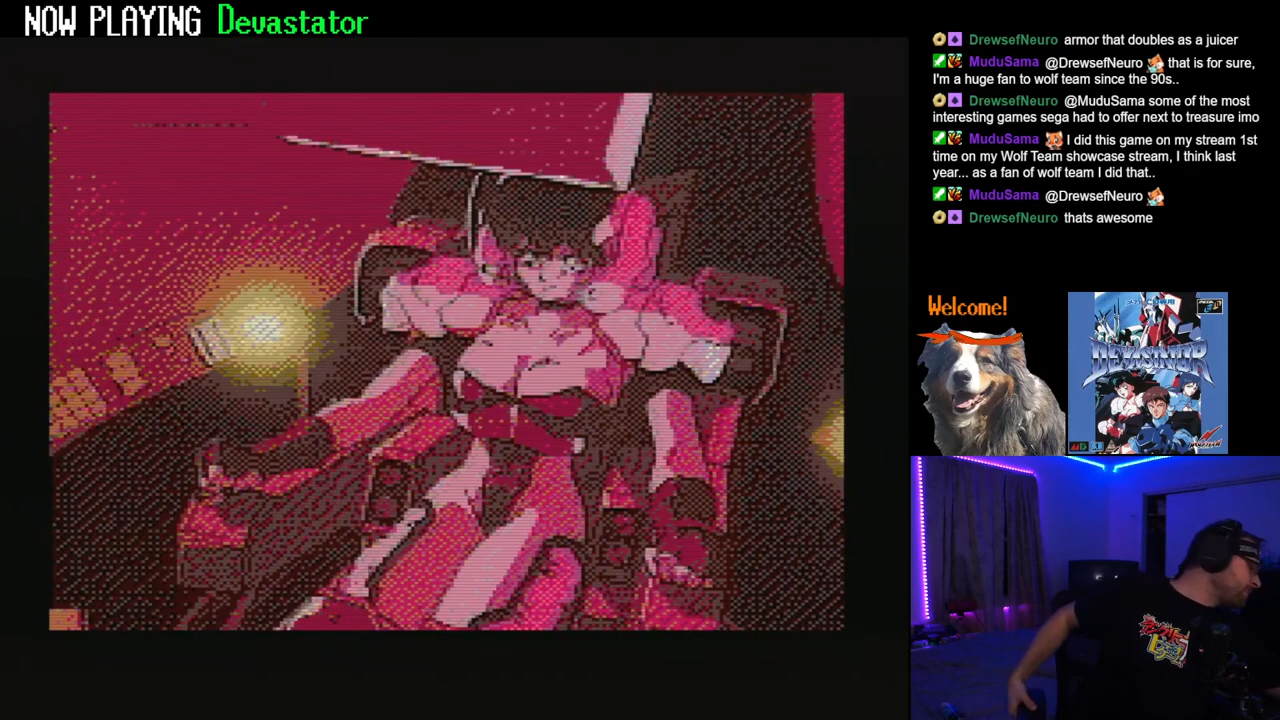 NOW PLAYING Devastator
DrewsefNeuro armor that doubles as a juicer
MuduSama @DrewsefNeuro that is for sure,
I'm a huge fan to wolf team since the 90s..
DrewsefNeuro @MuduSama some of the most
interesting games sega had to offer next to treasure imo
MuduSama I did this game on my stream 1st
time on my Wolf Team showcase stream, I think last
year... as a fan of wolf team I did that..
MuduSama @DrewsefNeuro
DrewsefNeuro thats awesome
Welcome!